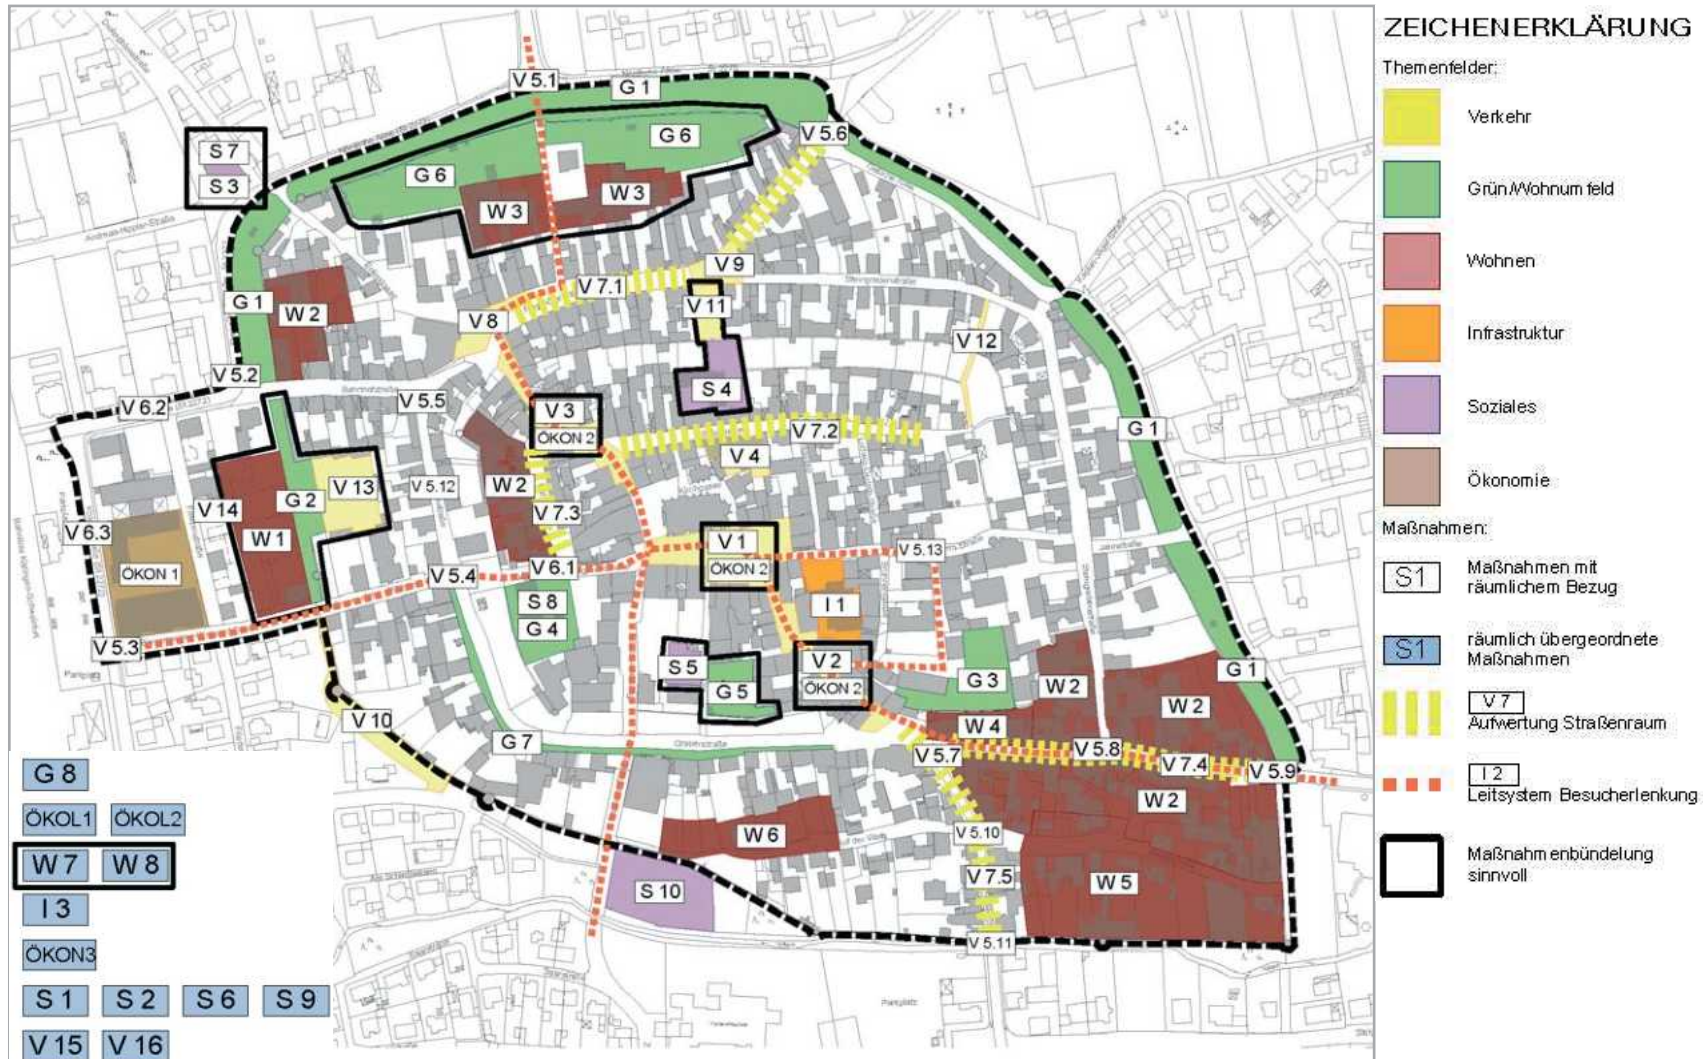 V 5.1
G 1
V 5.6
G 6
S 7
S 3
G 6
W 3
W 3
V 9
V 7.1
G 1
W 2
V 8
V 11
V 12
V 5.2
V 6.2
V 5.5
V 3
ÖKON 2
S 4
V 7.2
G 1
V 4
W 2
V 5.12
V 13
G 2
V 14
V 6.3
W 1
ÖKON 1
V 7.3
V 1
ÖKON 2
V 5.13
V 6.1
V 5.4
S 8
G 4
I 1
V 5.3
S 5
G 5
V 2
ÖKON 2
G 3
W 2
G 1
W 2
Parkplatz
V 10
G 7
Grabenstraße
W 4
V 5.7
V 5.8
V 7.4
V 5.9
W 2
W 6
V 5.10
V 7.5
W 5
S 10
V 5.11
Parkplatz
G 8
ÖKOL1 ÖKOL2
W 7 W 8
I 3
ÖKON3
S 1 S 2 S 6 S 9
V 15 V 16
ZEICHENERKLÄRUNG
Themenfelder:
Verkehr
Grün/Wohnumfeld
Wohnen
Infrastruktur
Soziales
Ökonomie
Maßnahmen:
S1
Maßnahmen mit
räumlichem Bezug
S1
räumlich übergeordnete
Maßnahmen
V 7
Aufwertung Straßenraum
I 2
Leitsystem Besucherlenkung
Maßnahmenbündelung
sinnvoll